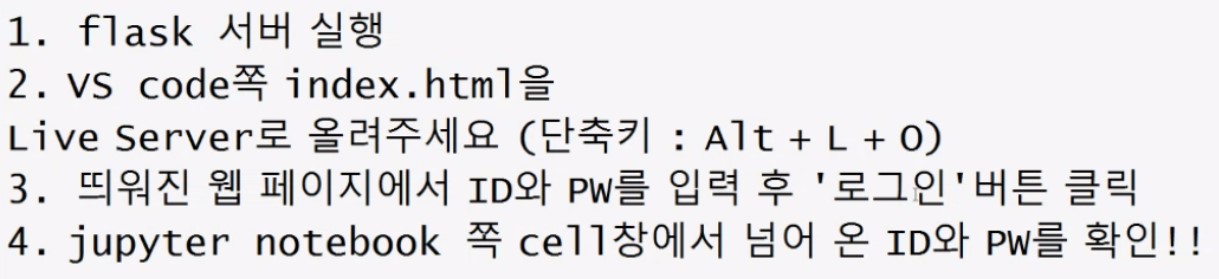 1. flask 서버 실행
2. VS code쪽 index.html을
Live Server로 올려주세요 (단축키 : Alt + L + O)
3. 띄워진 웹 페이지에서 ID와 PW를 입력 후 '로그인'버튼 클릭
4. jupyter notebook 쪽 cell창에서 넘어 온 ID와 PW를 확인!!